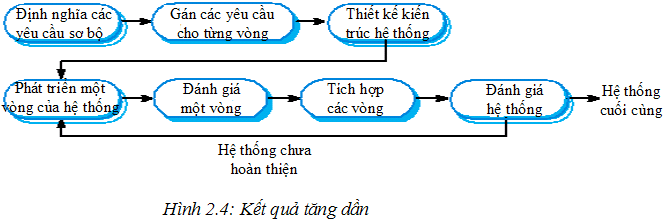 Định nghĩa các
yêu cầu sơ bộ
Gán các yêu cầu
cho từng vòng
Thiết kế kiến
trúc hệ thống
Phát triển một
vòng của hệ thống
Đánh giá
một vòng
Tích hợp
các vòng
Đánh giá
hệ thống
Hệ thống
cuối cùng
Hệ thống chưa
hoàn thiện
Hình 2.4: Kết quả tăng dần